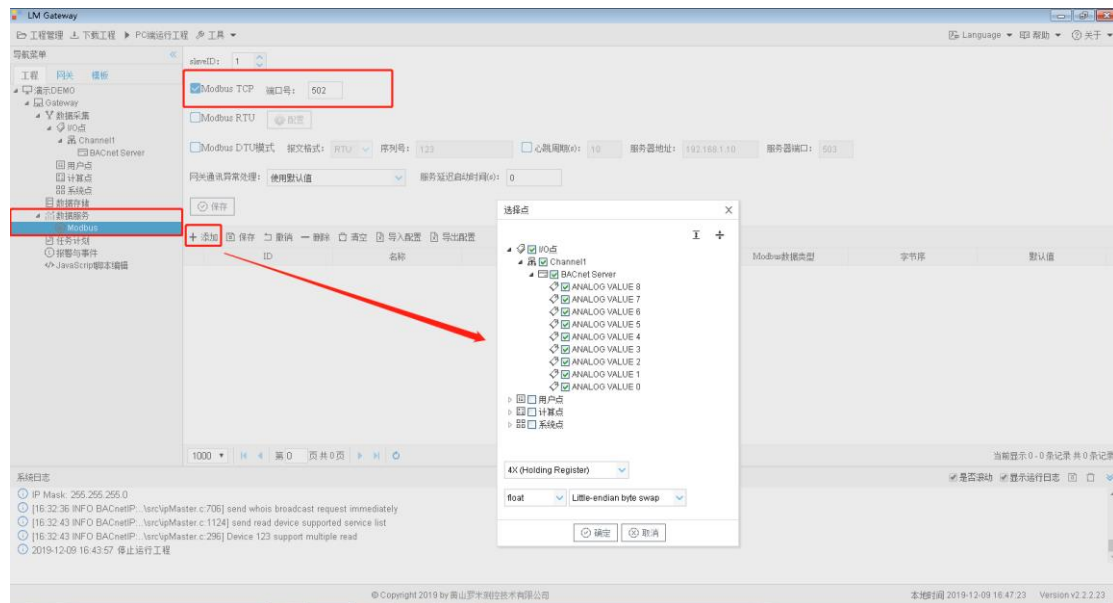 LM Gateway
工程管理 下载工程 PC端运行工程 工具 Language 帮助 关于
导航菜单
工程 网关 模板
演示DEMO
Gateway
数据采集
I/O点
Channel1
BACnet Server
用户点
计算点
系统点
数据存储
数据服务
Modbus
任务计划
报警与事件
JavaScript脚本编辑
slaveID: 1
Modbus TCP 端口号: 502
Modbus RTU 配置
Modbus DTU模式 报文格式: RTU 序列号: 123 心跳周期(s): 10 服务器地址: 192.168.1.10 服务器端口: 503
网关通讯异常处理: 使用默认值 服务延迟启动时间(s): 0
保存
添加 保存 撤销 删除 清空 导入配置 导出配置
ID 名称 Modbus数据类型 字节序 默认值
选择点 X
I/O点
Channel1
BACnet Server
ANALOG VALUE 8
ANALOG VALUE 7
ANALOG VALUE 6
ANALOG VALUE 5
ANALOG VALUE 4
ANALOG VALUE 3
ANALOG VALUE 2
ANALOG VALUE 1
ANALOG VALUE 0
用户点
计算点
系统点
4X (Holding Register)
float Little-endian byte swap
确定 取消
1000 第 0 页共0页 当前显示 0 - 0 条记录 共 0 条记录
系统日志 是否滚动 显示运行日志
IP Mask: 255.255.255.0
[16:32:36 INFO BACnetIP:..\src\ipMaster.c:706] send whois broadcast request immediately
[16:32:43 INFO BACnetIP:..\src\ipMaster.c:1124] send read device supported service list
[16:32:43 INFO BACnetIP:..\src\ipMaster.c:296] Device 123 support multiple read
2019-12-09 16:43:57 停止运行工程
© Copyright 2019 by 黄山罗米测控技术有限公司 本地时间 2019-12-09 16:47:23 Version v2.2.2.23